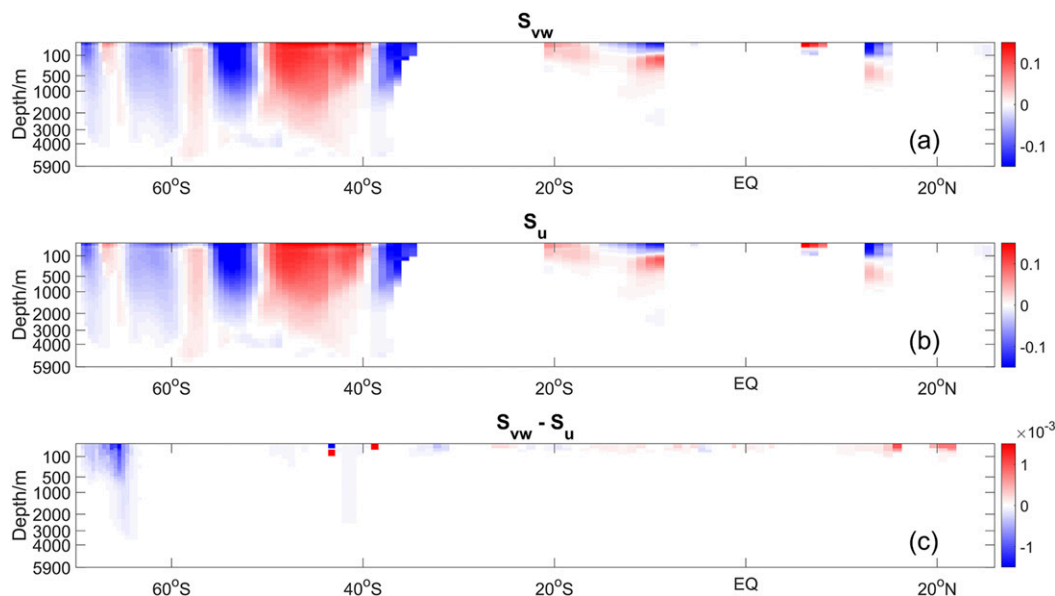 S_vw
Depth/m
100
500
1000
2000
3000
4000
5900
60°S
40°S
20°S
EQ
20°N
(a)
0.1
0
-0.1
S_u
Depth/m
100
500
1000
2000
3000
4000
5900
60°S
40°S
20°S
EQ
20°N
(b)
0.1
0
-0.1
S_vw - S_u
Depth/m
100
500
1000
2000
3000
4000
5900
60°S
40°S
20°S
EQ
20°N
(c)
×10⁻³
1
0
-1